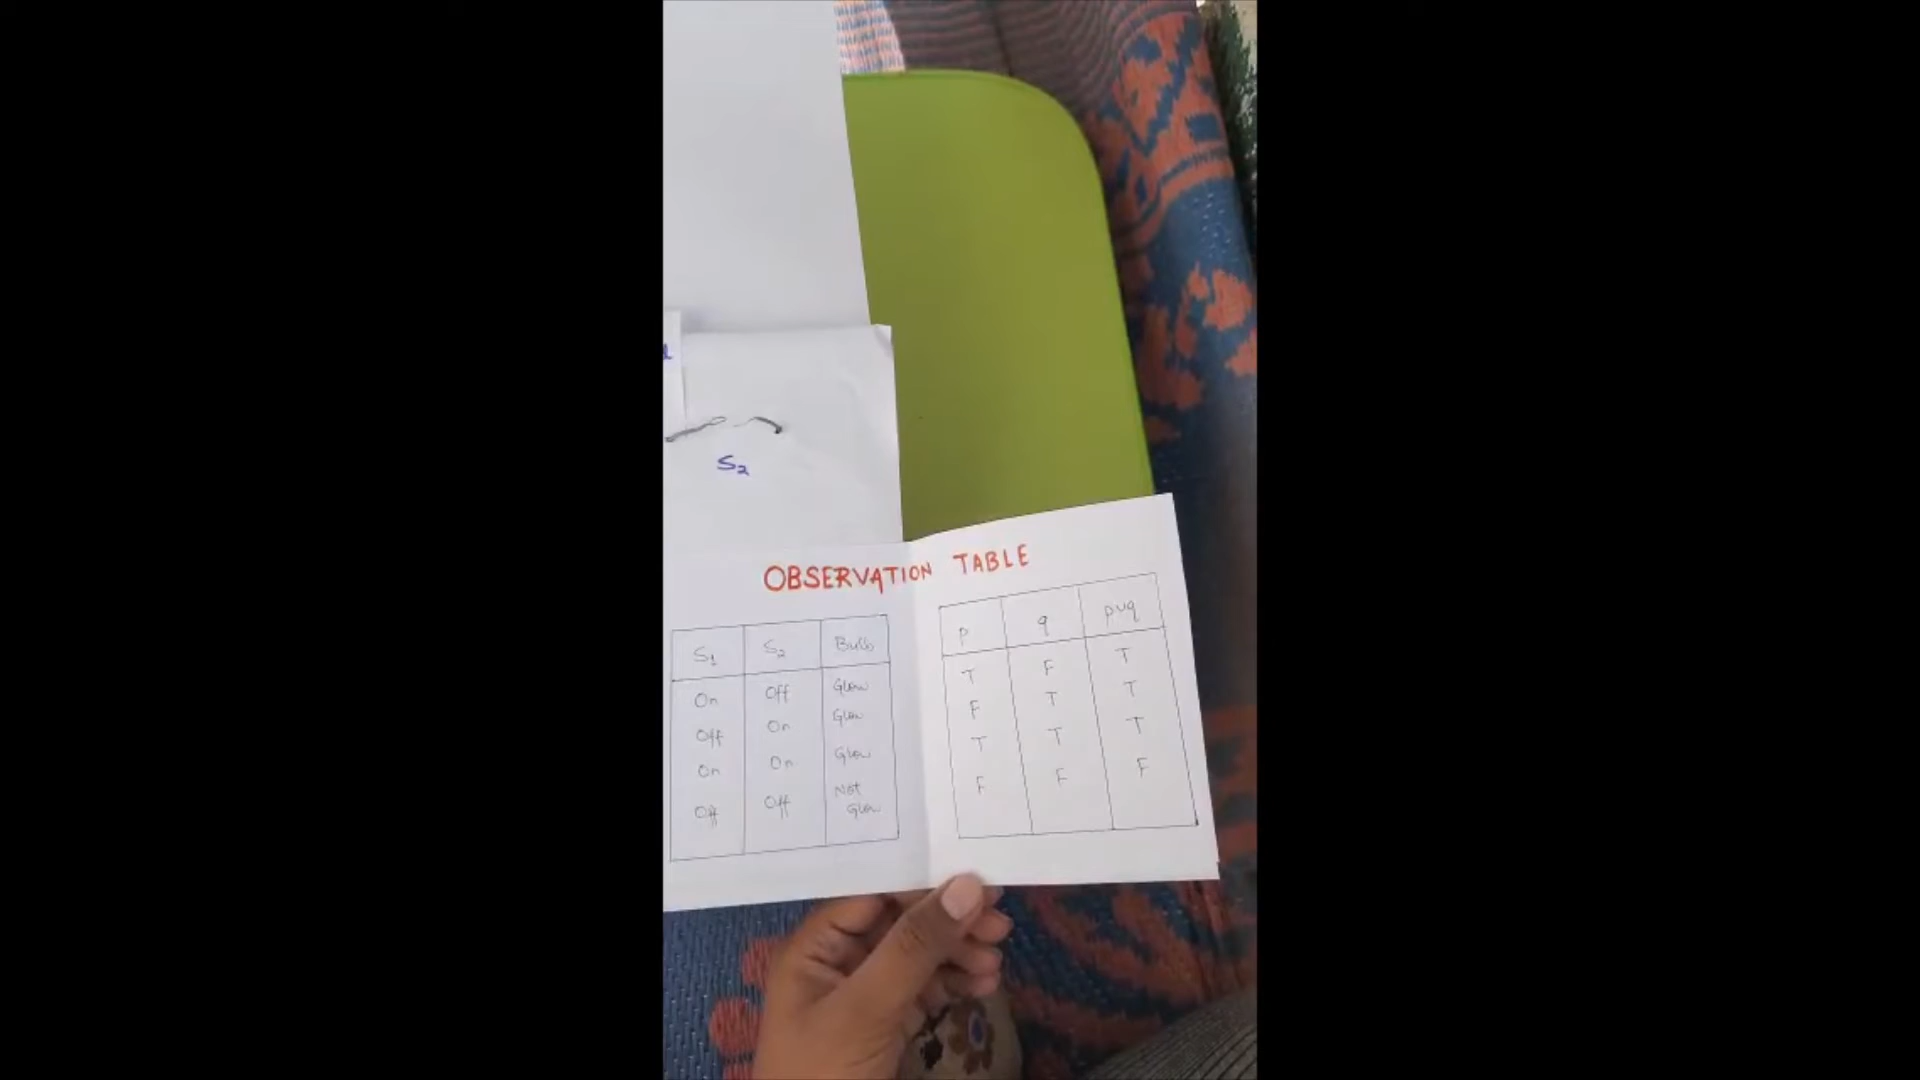 S₂
OBSERVATION TABLE
S₁ S₂ Bulb
On Off Glow
Off On Glow
On On Glow
Off Off Not Glow
p q p∨q
T F T
F T T
T T T
F F F